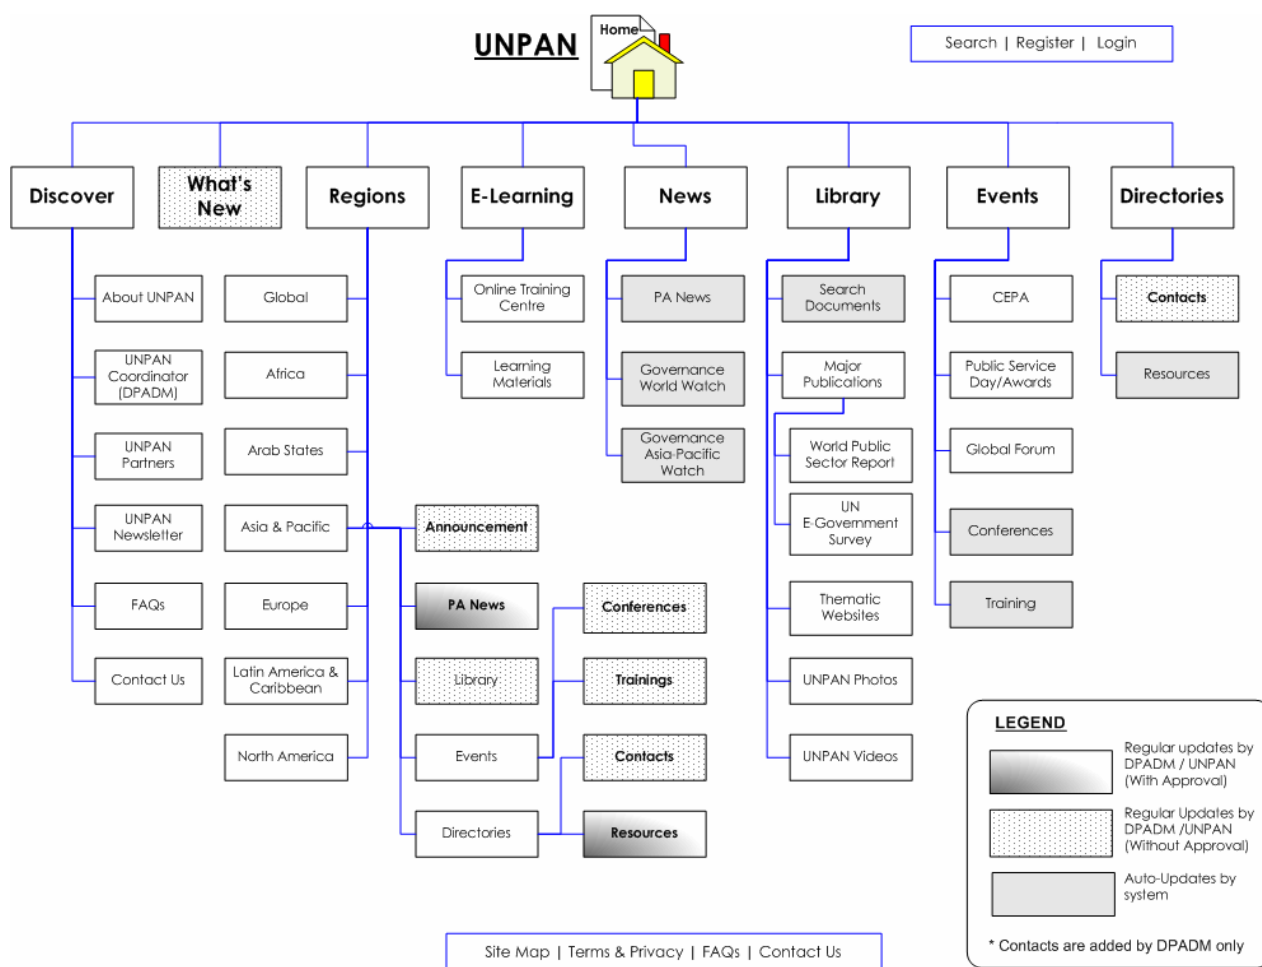 UNPAN
Home
Search | Register | Login
Discover
What's
New
Regions
E-Learning
News
Library
Events
Directories
About UNPAN
UNPAN
Coordinator
(DPADM)
UNPAN
Partners
UNPAN
Newsletter
FAQs
Contact Us
Global
Africa
Arab States
Asia & Pacific
Europe
Latin America &
Caribbean
North America
Announcement
PA News
Library
Events
Directories
Conferences
Trainings
Contacts
Resources
Online Training
Centre
Learning
Materials
PA News
Governance
World Watch
Governance
Asia-Pacific
Watch
Search
Documents
Major
Publications
World Public
Sector Report
UN
E-Government
Survey
Thematic
Websites
UNPAN Photos
UNPAN Videos
CEPA
Public Service
Day/Awards
Global Forum
Conferences
Training
Contacts
Resources
LEGEND
Regular updates by
DPADM / UNPAN
(With Approval)
Regular Updates by
DPADM /UNPAN
(Without Approval)
Auto-Updates by
system
* Contacts are added by DPADM only
Site Map | Terms & Privacy | FAQs | Contact Us